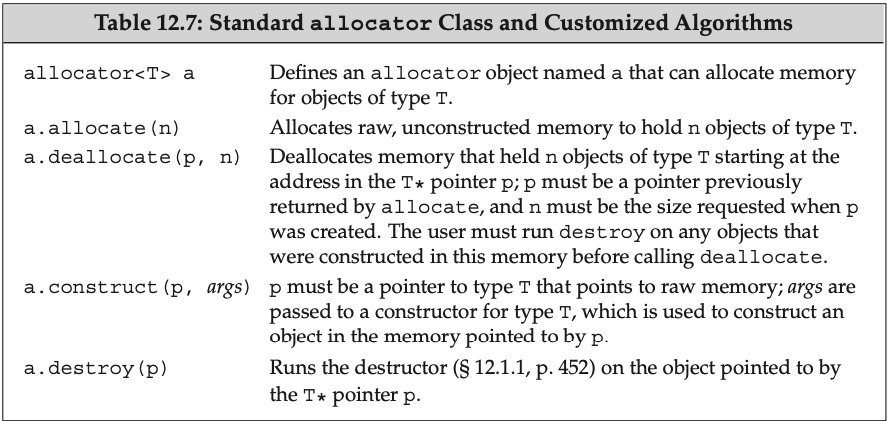 Table 12.7: Standard allocator Class and Customized Algorithms
allocator<T> a Defines an allocator object named a that can allocate memory
for objects of type T.
a.allocate(n) Allocates raw, unconstructed memory to hold n objects of type T.
a.deallocate(p, n) Deallocates memory that held n objects of type T starting at the
address in the T* pointer p; p must be a pointer previously
returned by allocate, and n must be the size requested when p
was created. The user must run destroy on any objects that
were constructed in this memory before calling deallocate.
a.construct(p, args) p must be a pointer to type T that points to raw memory; args are
passed to a constructor for type T, which is used to construct an
object in the memory pointed to by p.
a.destroy(p) Runs the destructor (§ 12.1.1, p. 452) on the object pointed to by
the T* pointer p.